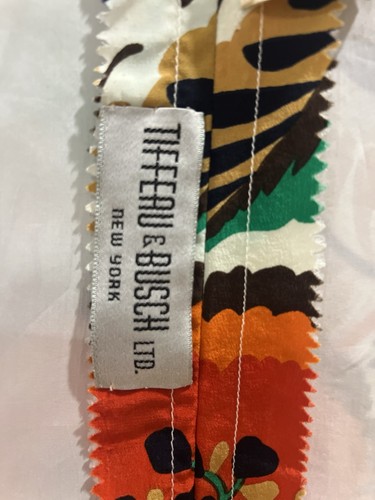 TIFFEAU & BUSCH LTD.
NEW YORK